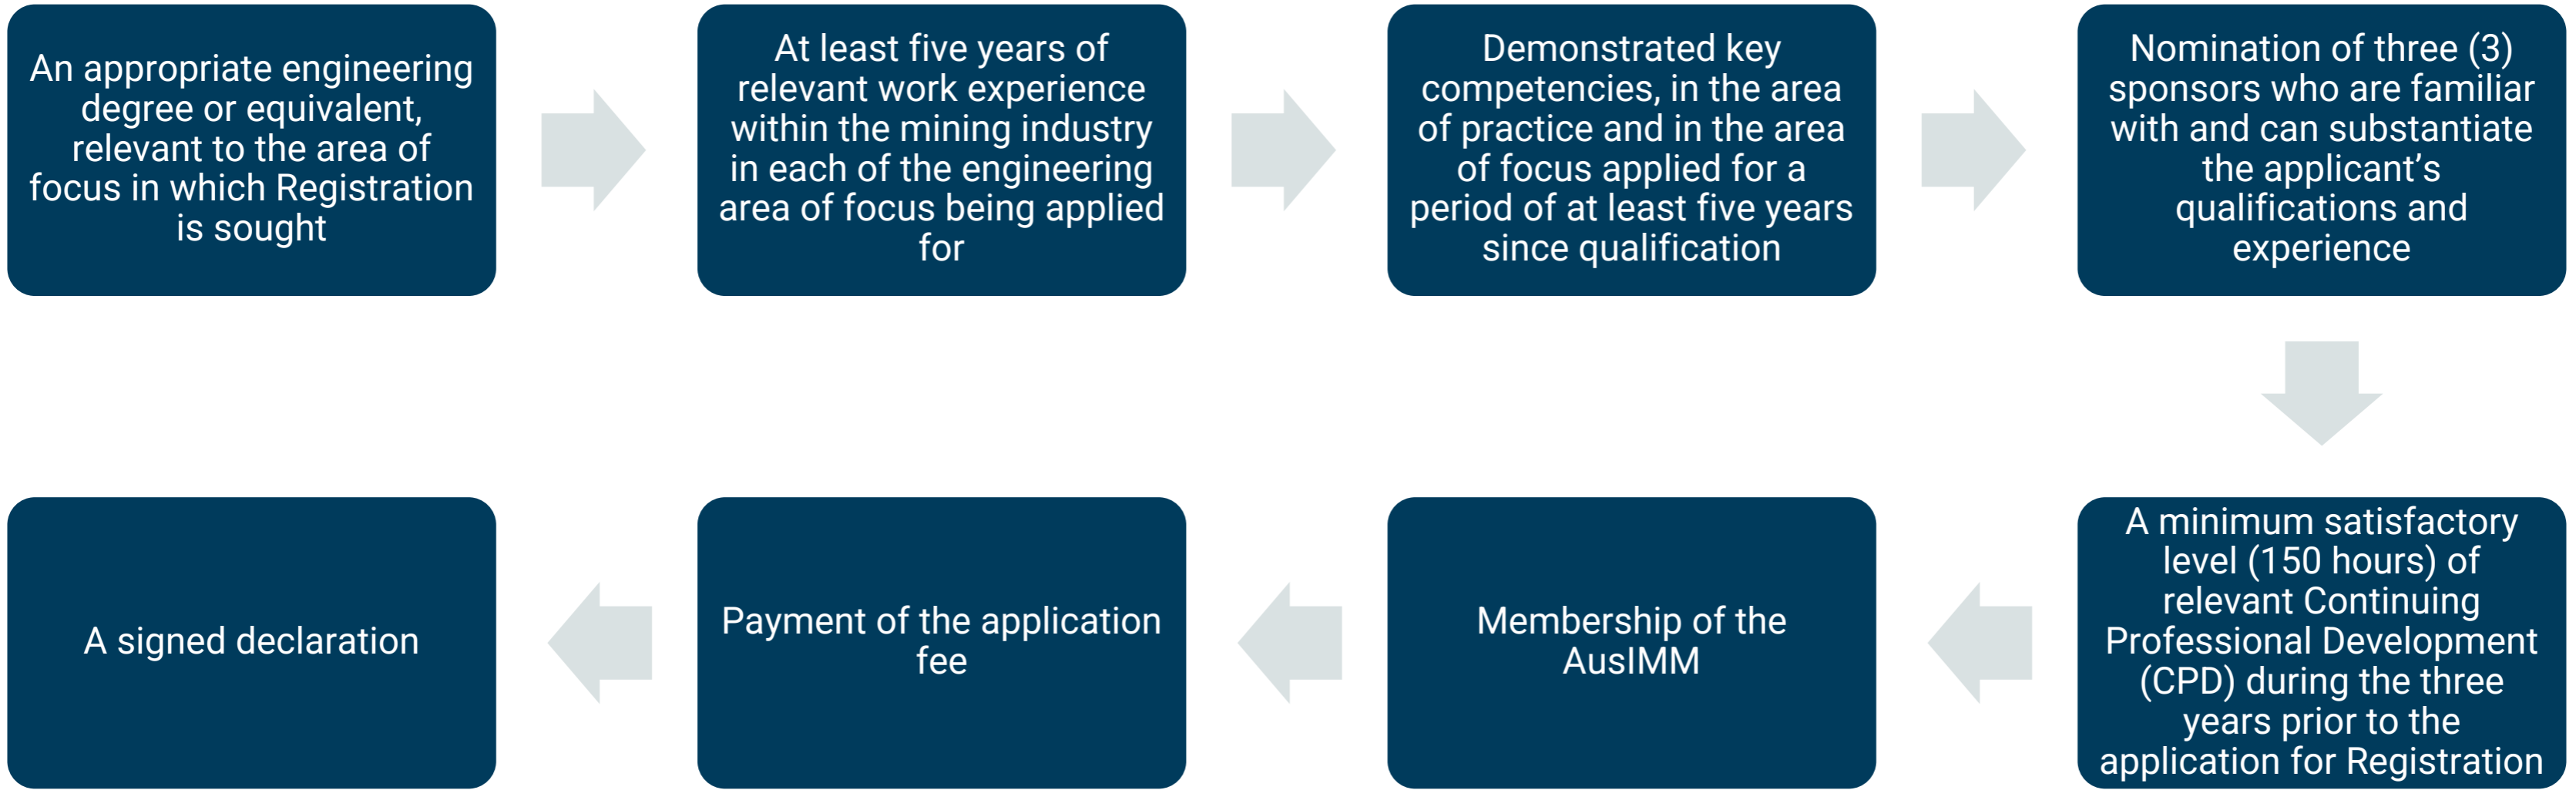 An appropriate engineering
degree or equivalent,
relevant to the area of
focus in which Registration
is sought
At least five years of
relevant work experience
within the mining industry
in each of the engineering
area of focus being applied
for
Demonstrated key
competencies, in the area
of practice and in the area
of focus applied for a
period of at least five years
since qualification
Nomination of three (3)
sponsors who are familiar
with and can substantiate
the applicant’s
qualifications and
experience
A minimum satisfactory
level (150 hours) of
relevant Continuing
Professional Development
(CPD) during the three
years prior to the
application for Registration
Membership of the
AusIMM
Payment of the application
fee
A signed declaration